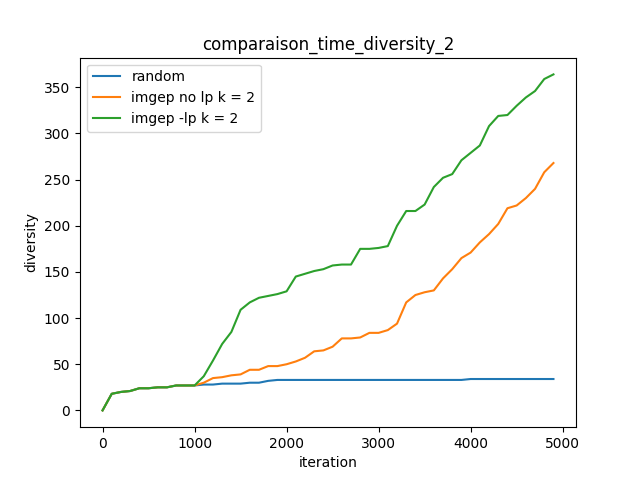 comparaison_time_diversity_2
random
imgep no lp k = 2
imgep -lp k = 2
350
300
250
200
150
100
50
0
diversity
0 1000 2000 3000 4000 5000
iteration